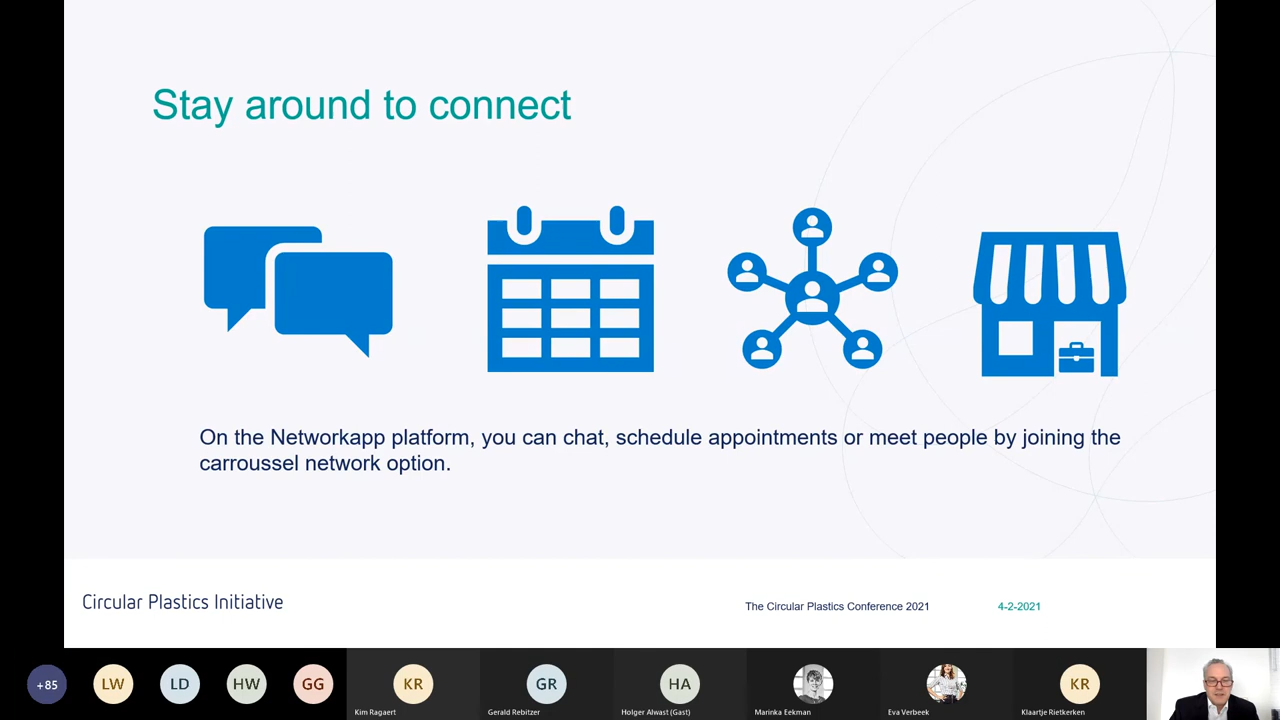 Stay around to connect
On the Networkapp platform, you can chat, schedule appointments or meet people by joining the
carroussel network option.
Circular Plastics Initiative
The Circular Plastics Conference 2021
4-2-2021
+85
LW
LD
HW
GG
KR
Kim Ragaert
GR
Gerald Rebitzer
HA
Holger Alwast (Gast)
Marinka Eekman
Eva Verbeek
KR
Klaartje Rietkerken